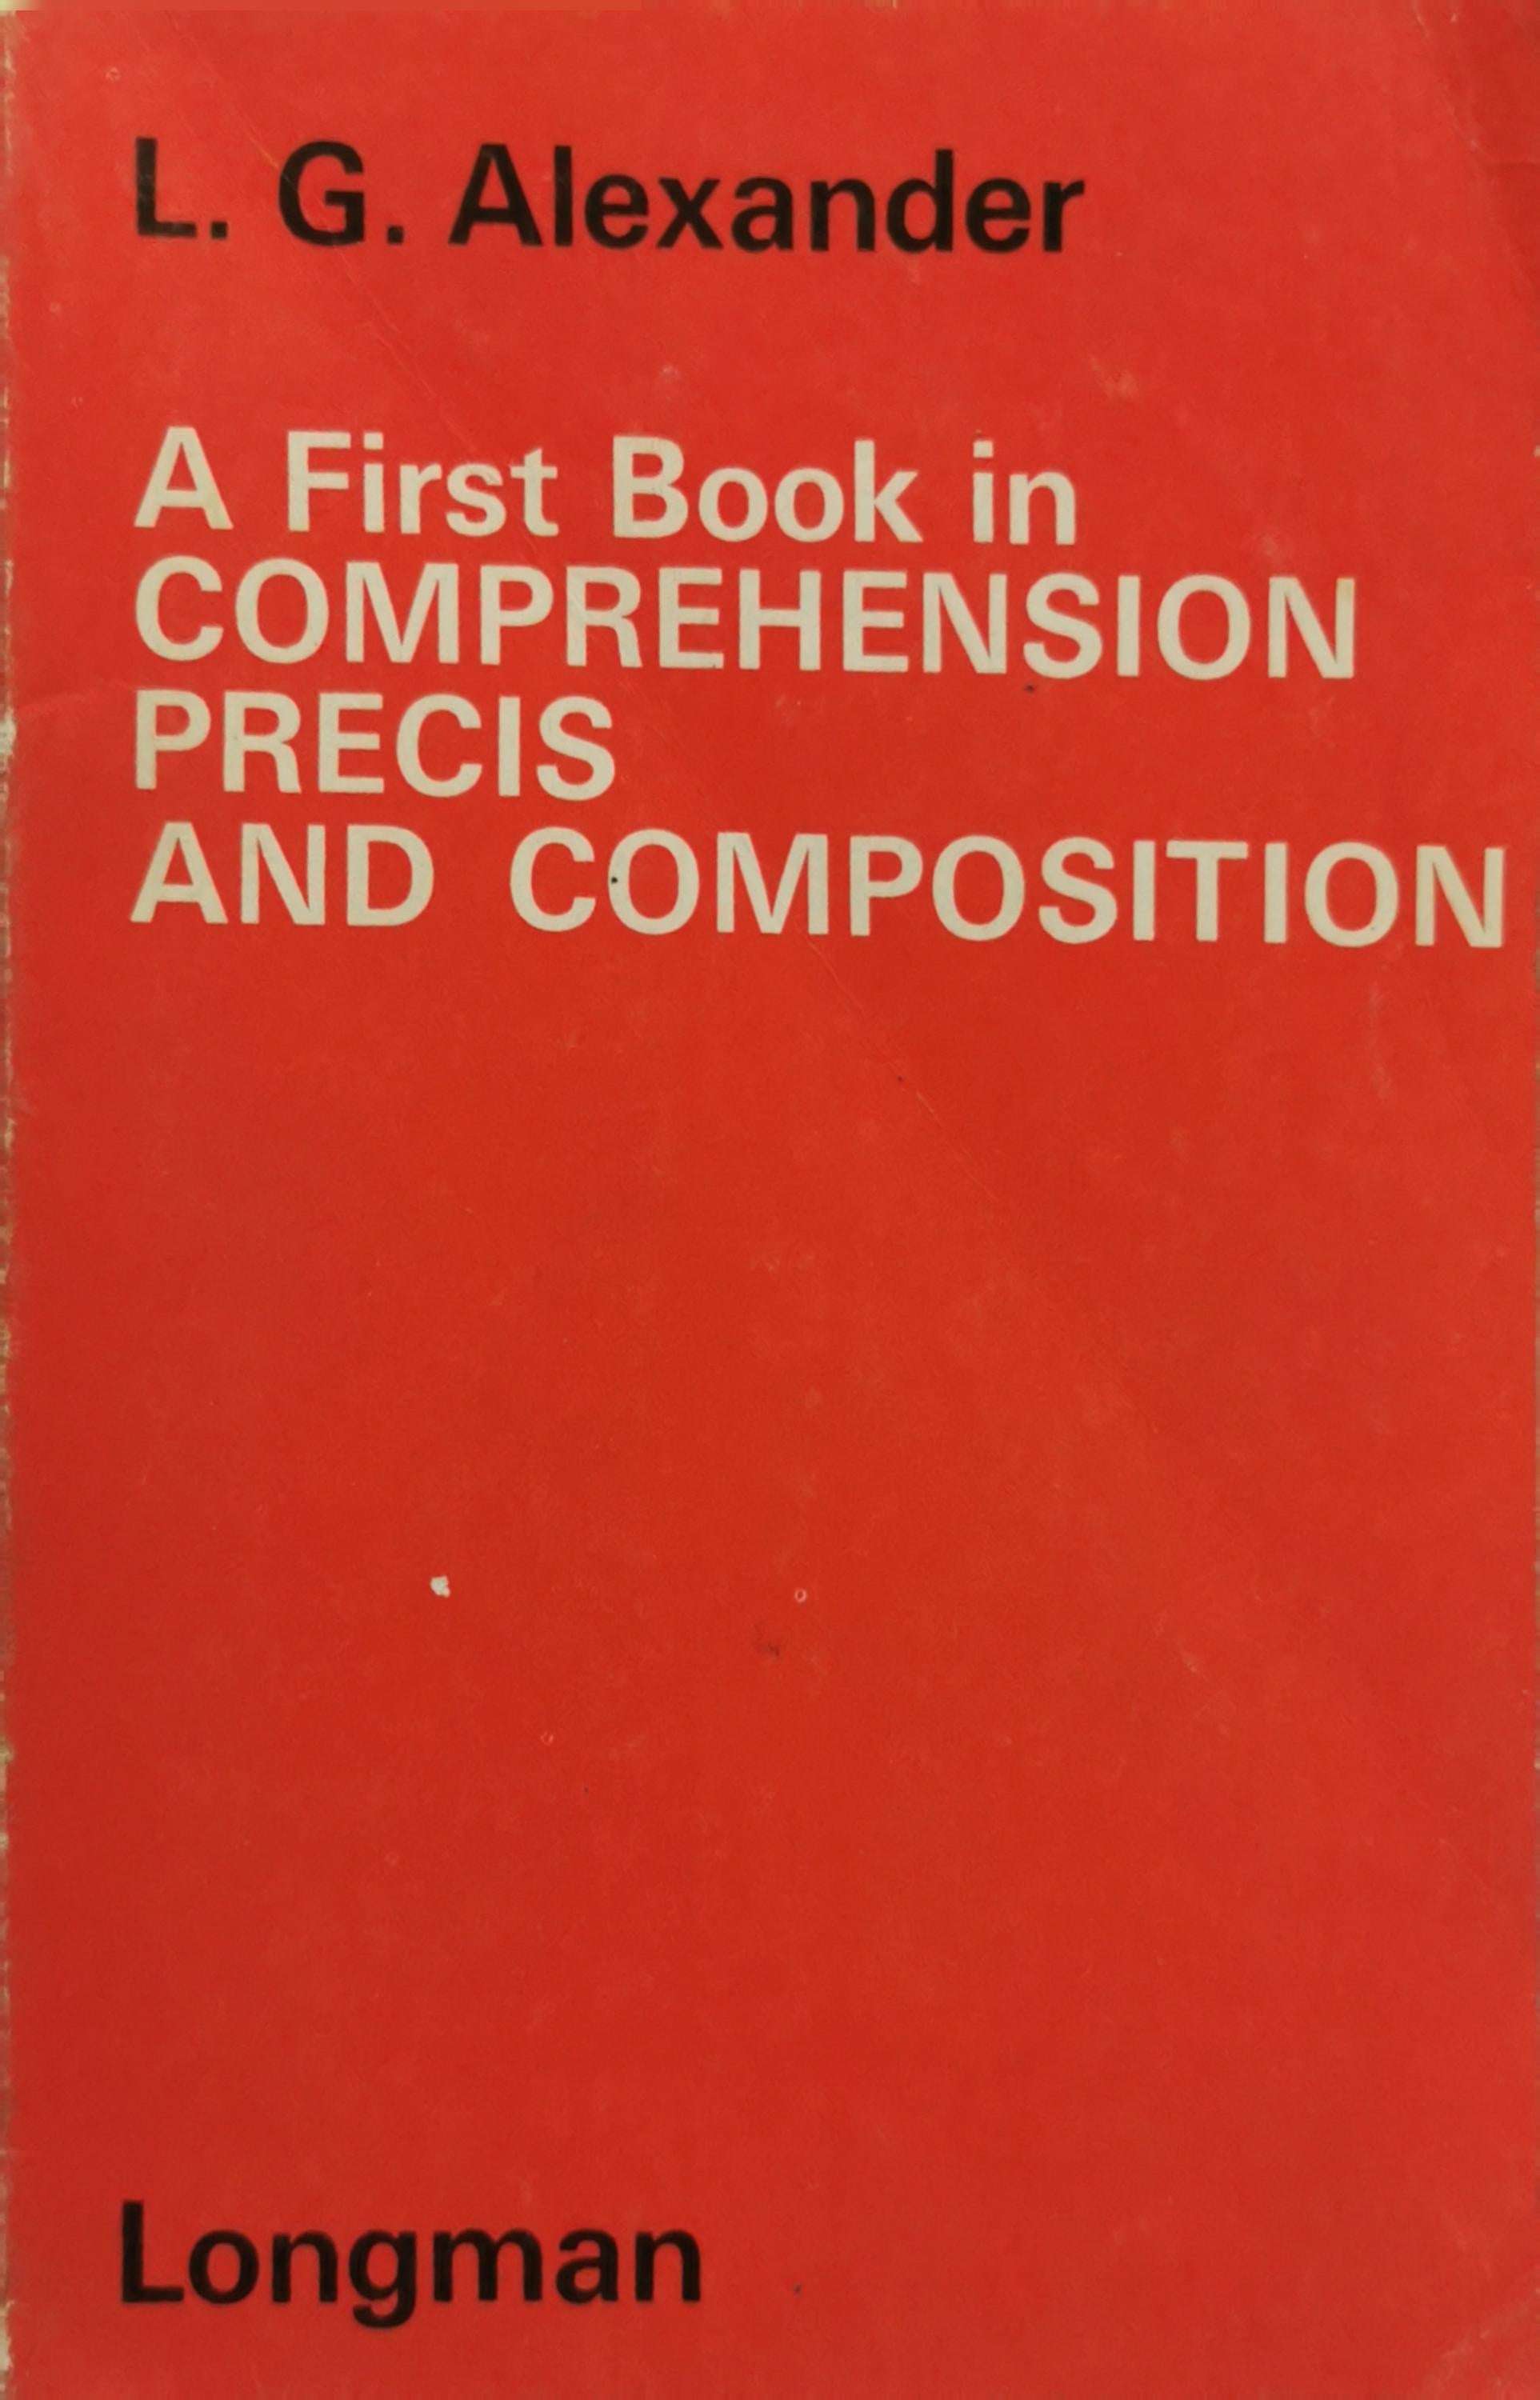 L. G. Alexander
A First Book in
COMPREHENSION
PRECIS
AND COMPOSITION
Longman